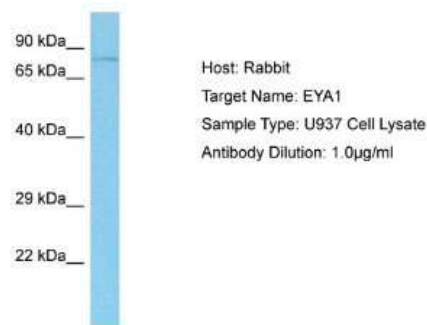 90 kDa
65 kDa
40 kDa
29 kDa
22 kDa
Host: Rabbit
Target Name: EYA1
Sample Type: U937 Cell Lysate
Antibody Dilution: 1.0µg/ml